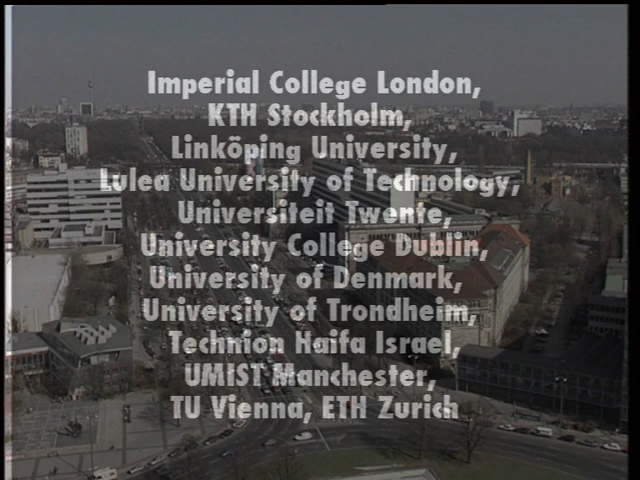 Imperial College London,
KTH Stockholm,
Linköping University,
Lulea University of Technology,
Universiteit Twente,
University College Dublin,
University of Denmark,
University of Trondheim,
Technion Haifa Israel,
UMIST Manchester,
TU Vienna, ETH Zurich